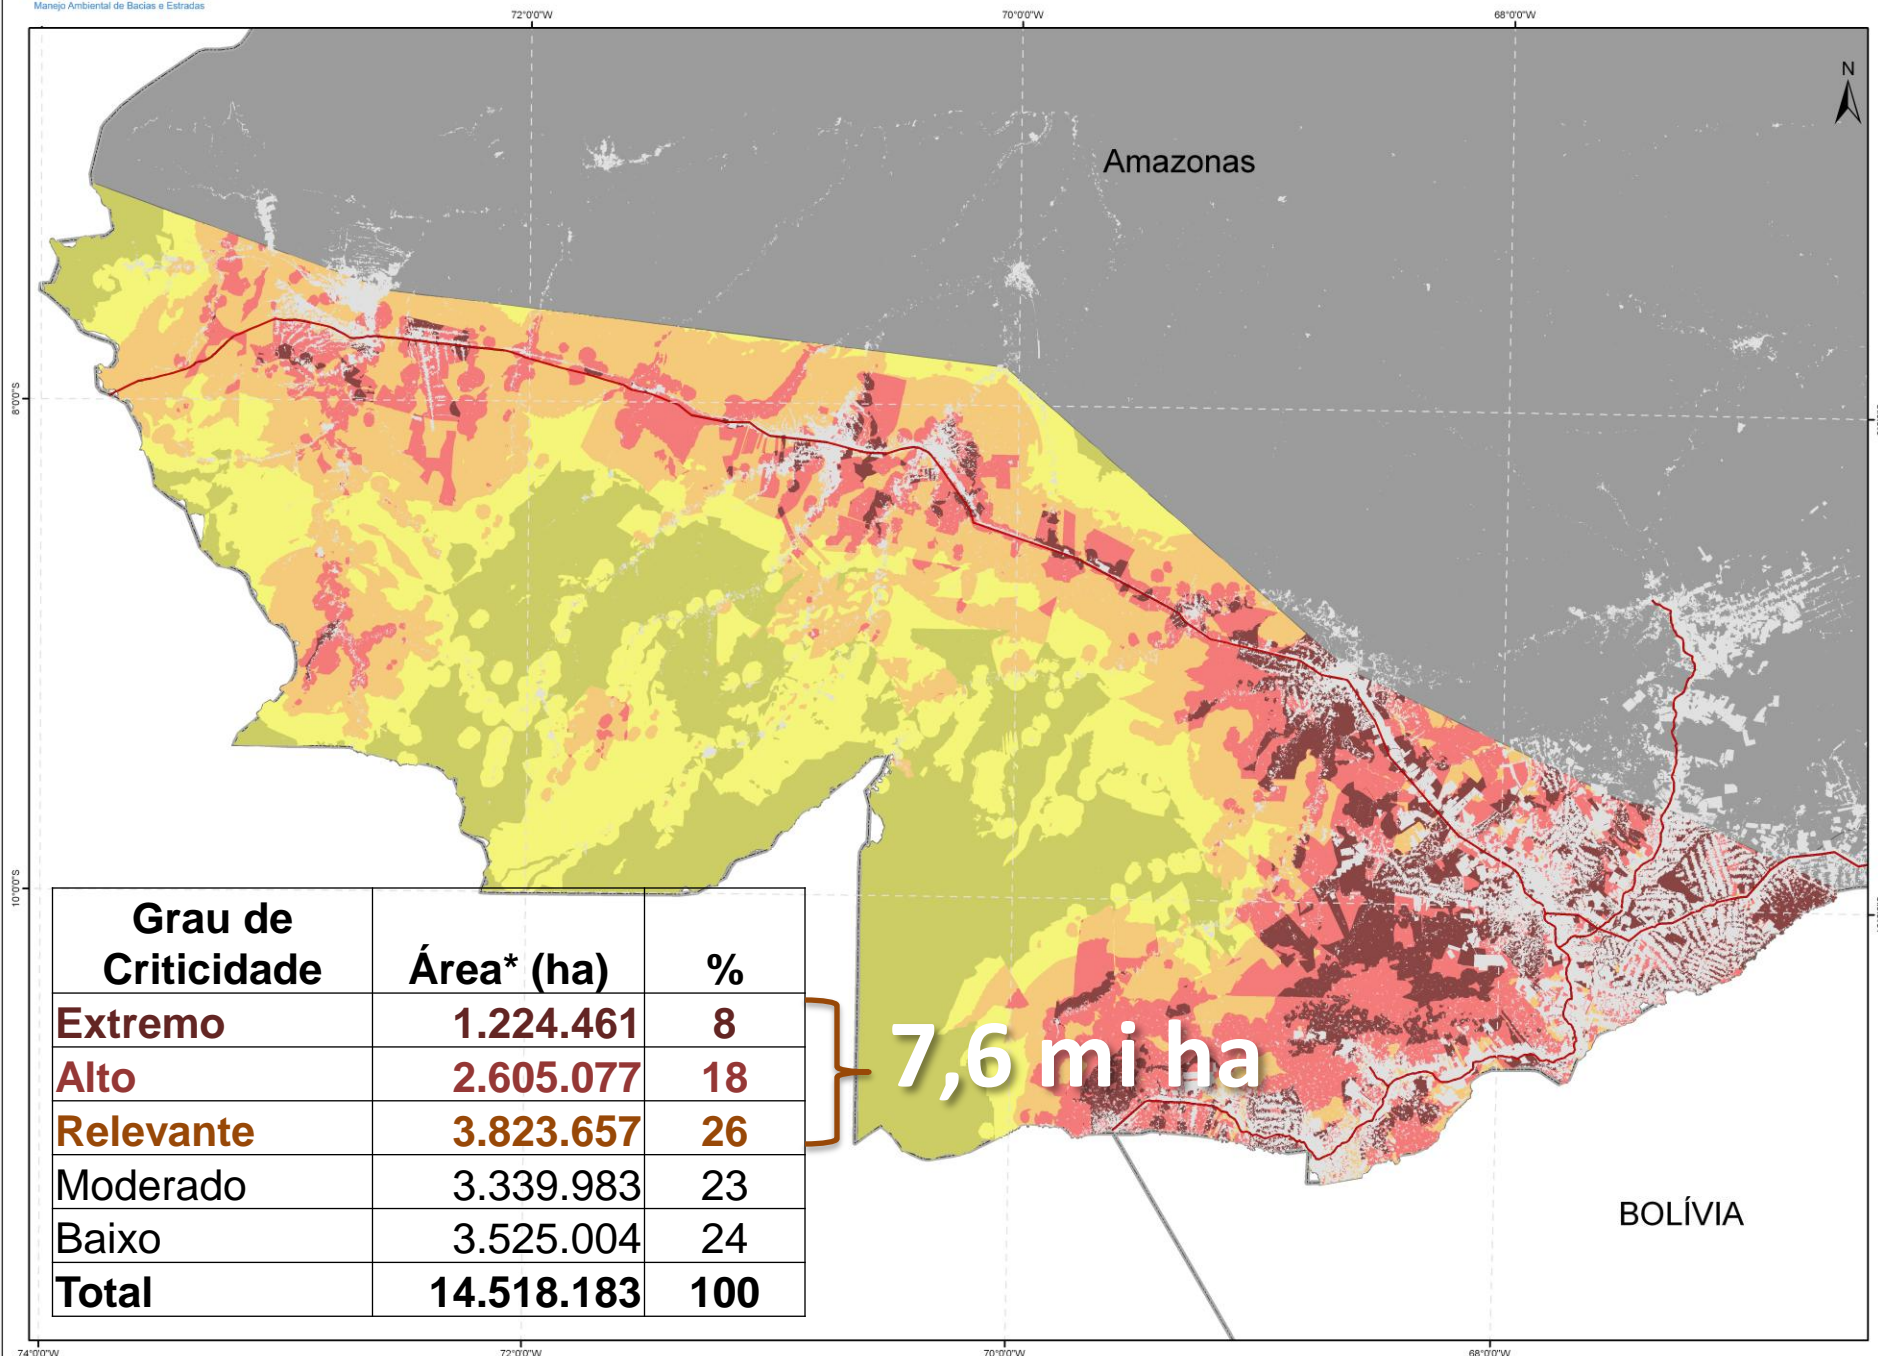 Manejo Ambiental de Bacias e Estradas
72°0'0"W 70°0'0"W 68°0'0"W
N
Amazonas
8°0'0"S
10°0'0"S
Grau de
Criticidade Área* (ha) %
Extremo 1.224.461 8
Alto 2.605.077 18
Relevante 3.823.657 26
Moderado 3.339.983 23
Baixo 3.525.004 24
Total 14.518.183 100
7,6 mi ha
BOLÍVIA
74°0'0"W 72°0'0"W 70°0'0"W 68°0'0"W